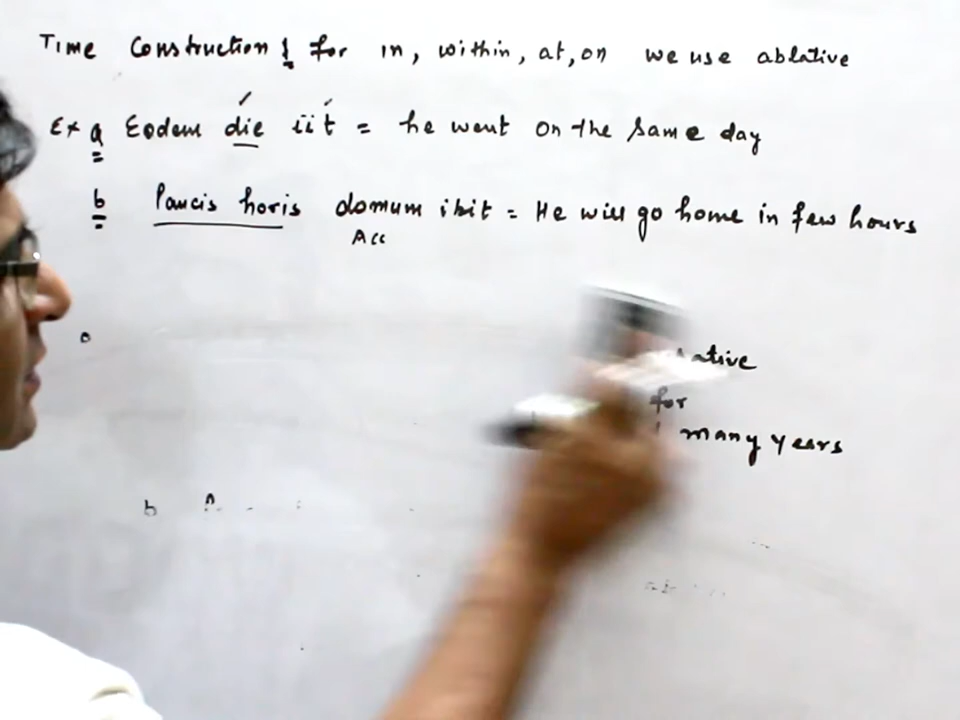 Time Construction : for in, within, at, on we use ablative
Ex a Eodem die iit = he went on the same day
b Paucis horis domum ibit = He will go home in few hours
Acc
for
many years
b